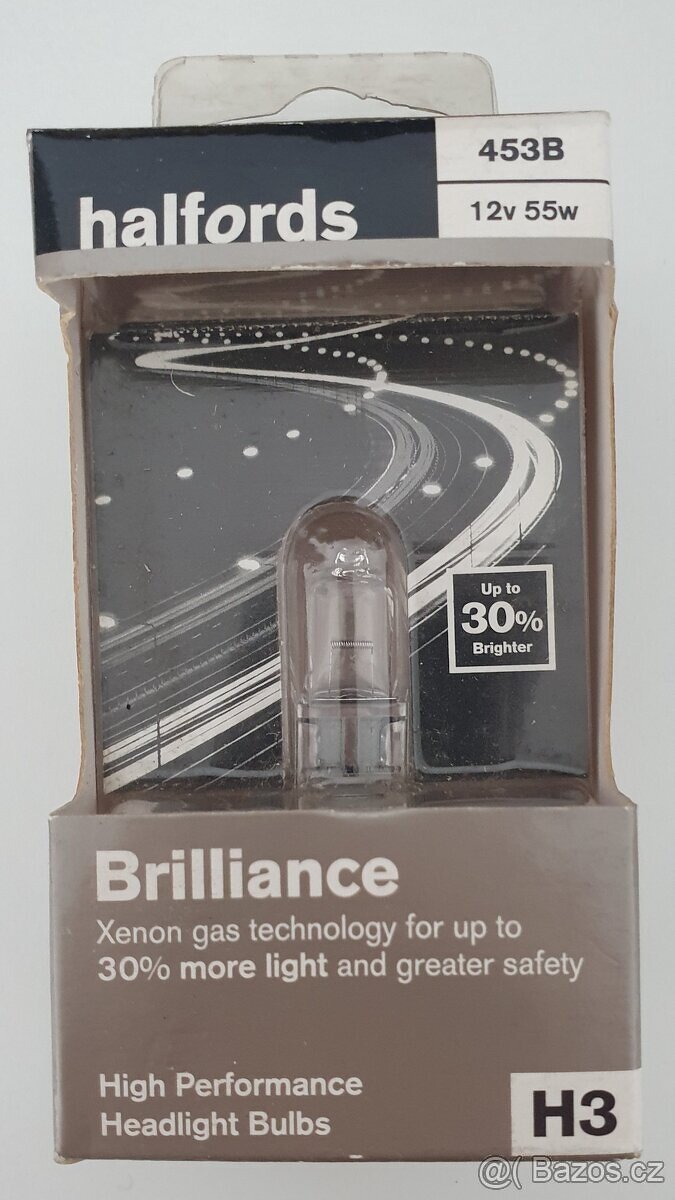 halfords
453B
12v 55w
Up to
30%
Brighter
Brilliance
Xenon gas technology for up to
30% more light and greater safety
High Performance
Headlight Bulbs
H3
@( Bazos.cz